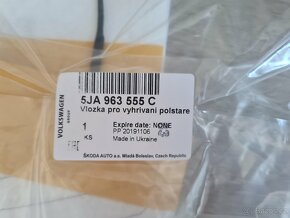 VOLKSWAGEN
GROUP
5JA 963 555 C
Vlozka pro vyhrivani polstare
1
Expire date: NONE
PP 20191106
KS
Made in Ukraine
ŠKODA AUTO a.s. Mladá Boleslav, Czech Republic